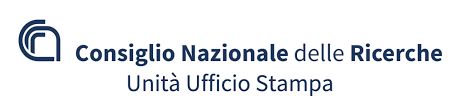 Consiglio Nazionale delle Ricerche
Unità Ufficio Stampa